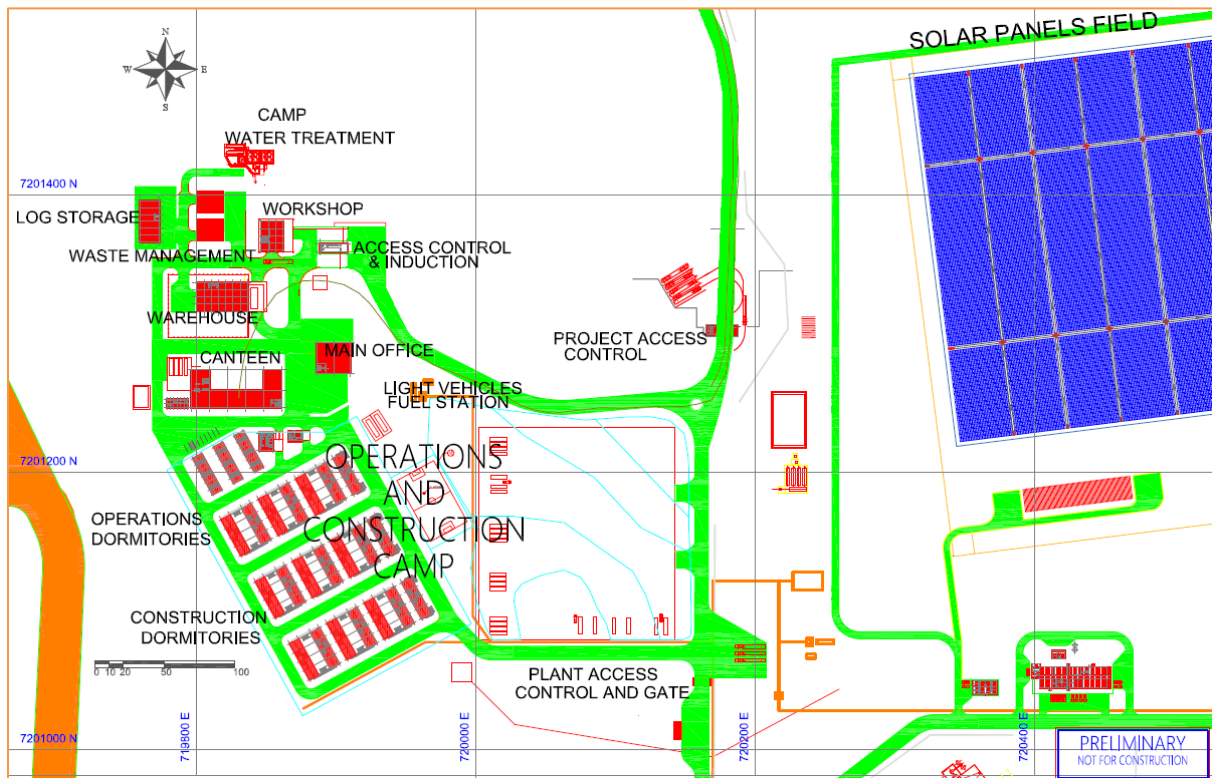 SOLAR PANELS FIELD
N
W
E
S
CAMP
WATER TREATMENT
7201400 N
LOG STORAGE
WORKSHOP
WASTE MANAGEMENT
ACCESS CONTROL
& INDUCTION
WAREHOUSE
PROJECT ACCESS
CONTROL
CANTEEN
MAIN OFFICE
LIGHT VEHICLES
FUEL STATION
7201200 N
OPERATIONS
AND
CONSTRUCTION
CAMP
OPERATIONS
DORMITORIES
CONSTRUCTION
DORMITORIES
0 10 20 50 100
PLANT ACCESS
CONTROL AND GATE
719800 E
720000 E
720200 E
720400 E
7201000 N
PRELIMINARY
NOT FOR CONSTRUCTION